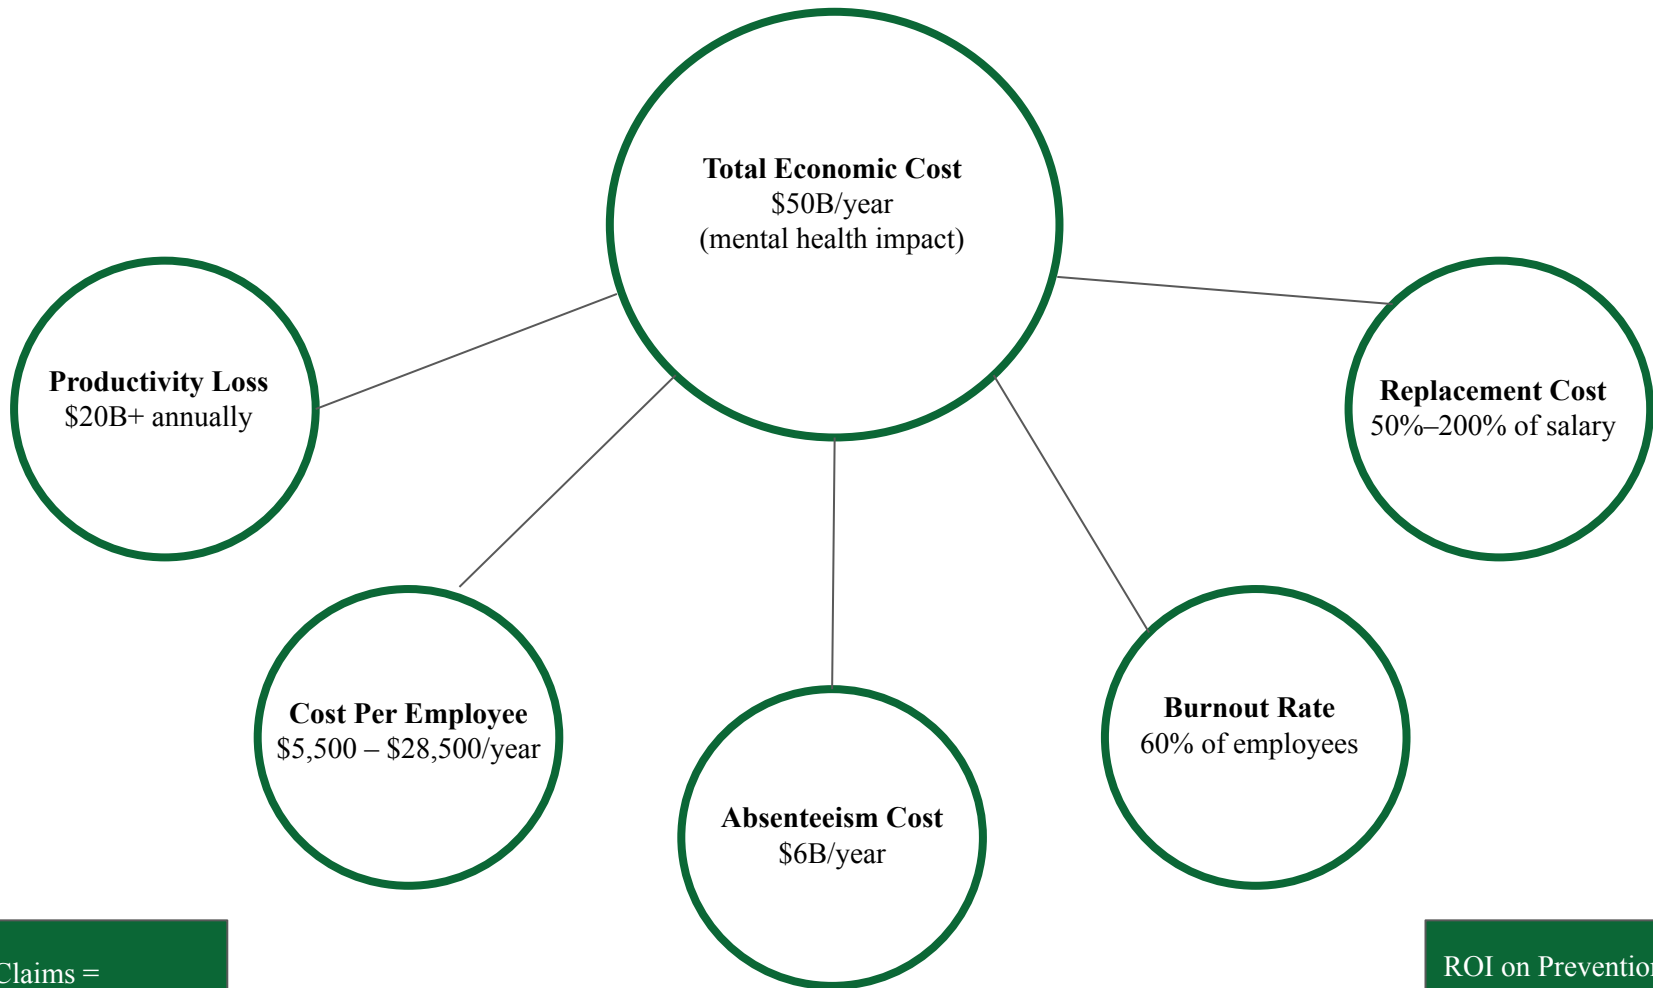 Total Economic Cost
$50B/year
(mental health impact)
Productivity Loss
$20B+ annually
Replacement Cost
50%–200% of salary
Cost Per Employee
$5,500 – $28,500/year
Burnout Rate
60% of employees
Absenteeism Cost
$6B/year
Claims =
ROI on Prevention